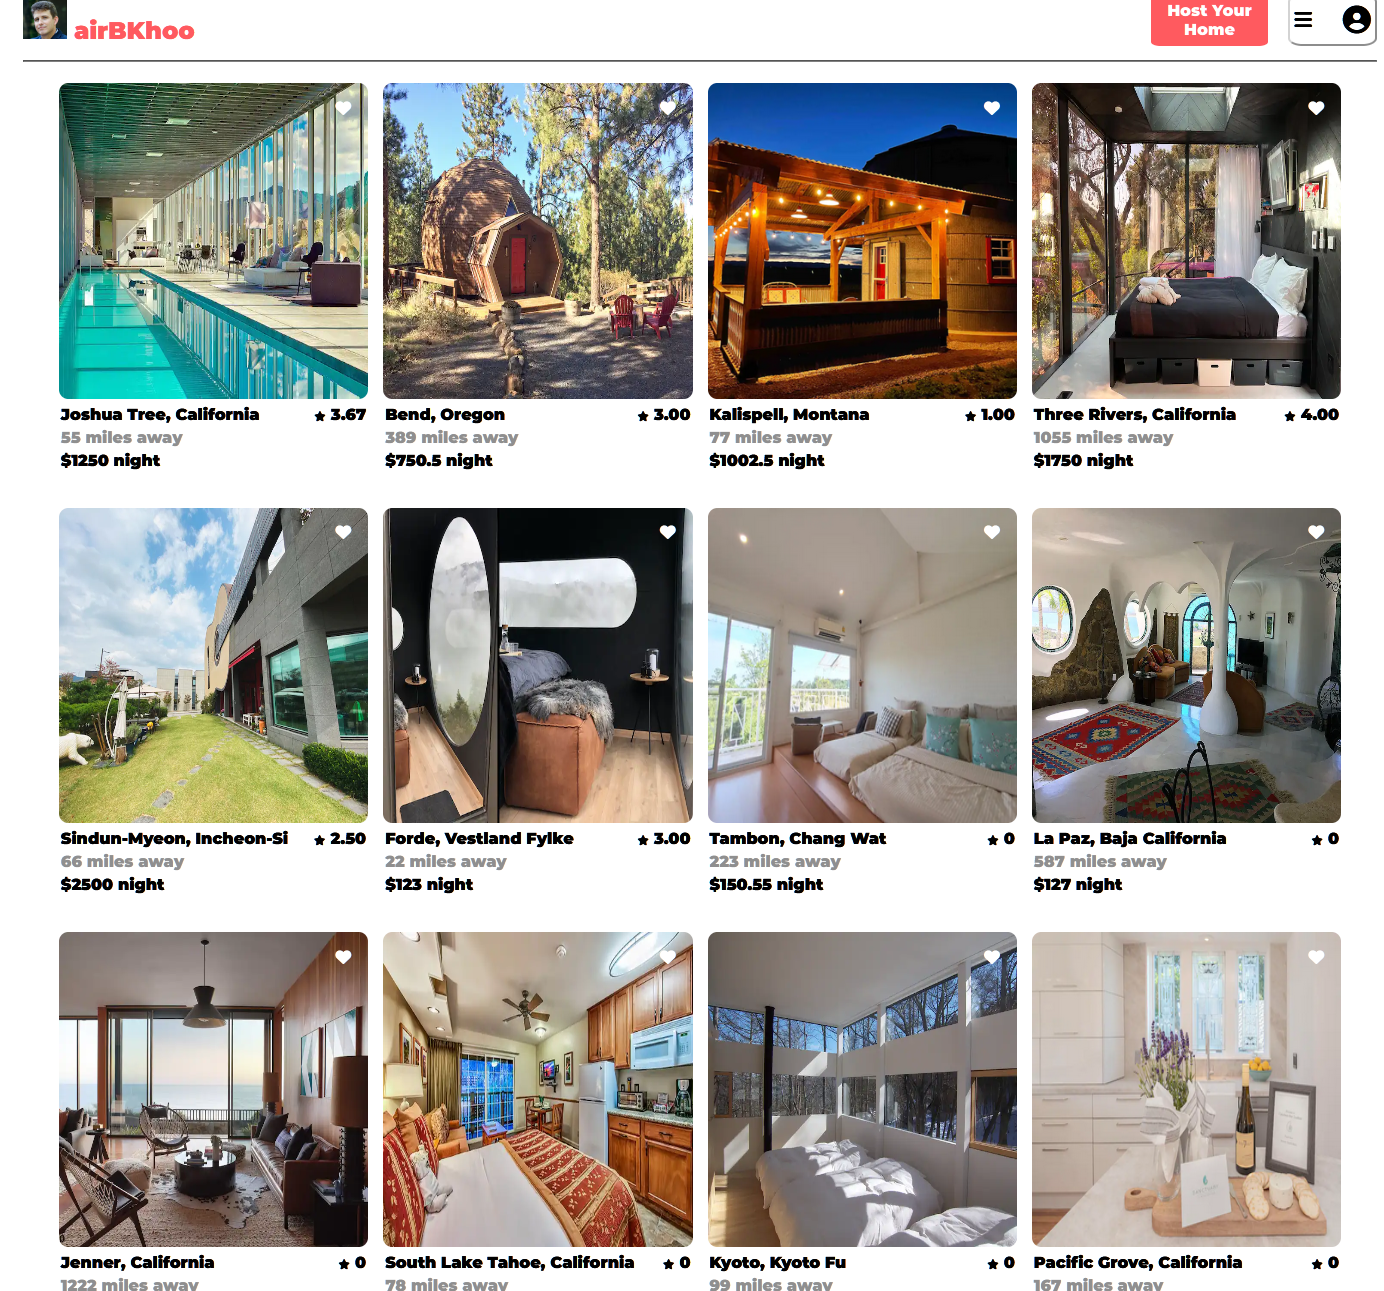 airBKhoo
Host Your
Home
Joshua Tree, California ★ 3.67
55 miles away
$1250 night
Bend, Oregon ★ 3.00
389 miles away
$750.5 night
Kalispell, Montana ★ 1.00
77 miles away
$1002.5 night
Three Rivers, California ★ 4.00
1055 miles away
$1750 night
Sindun-Myeon, Incheon-Si ★ 2.50
66 miles away
$2500 night
Forde, Vestland Fylke ★ 3.00
22 miles away
$123 night
Tambon, Chang Wat ★ 0
223 miles away
$150.55 night
La Paz, Baja California ★ 0
587 miles away
$127 night
Jenner, California ★ 0
1222 miles away
South Lake Tahoe, California ★ 0
78 miles away
Kyoto, Kyoto Fu ★ 0
99 miles away
Pacific Grove, California ★ 0
167 miles away